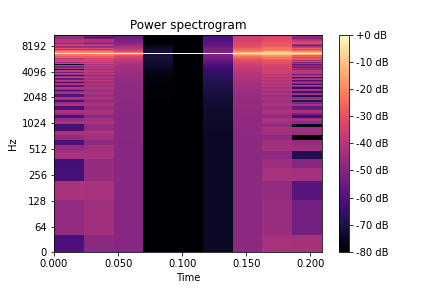 Power spectrogram
8192
4096
2048
1024
512
256
128
64
0
Hz
0.000 0.050 0.100 0.150 0.200
Time
+0 dB
-10 dB
-20 dB
-30 dB
-40 dB
-50 dB
-60 dB
-70 dB
-80 dB